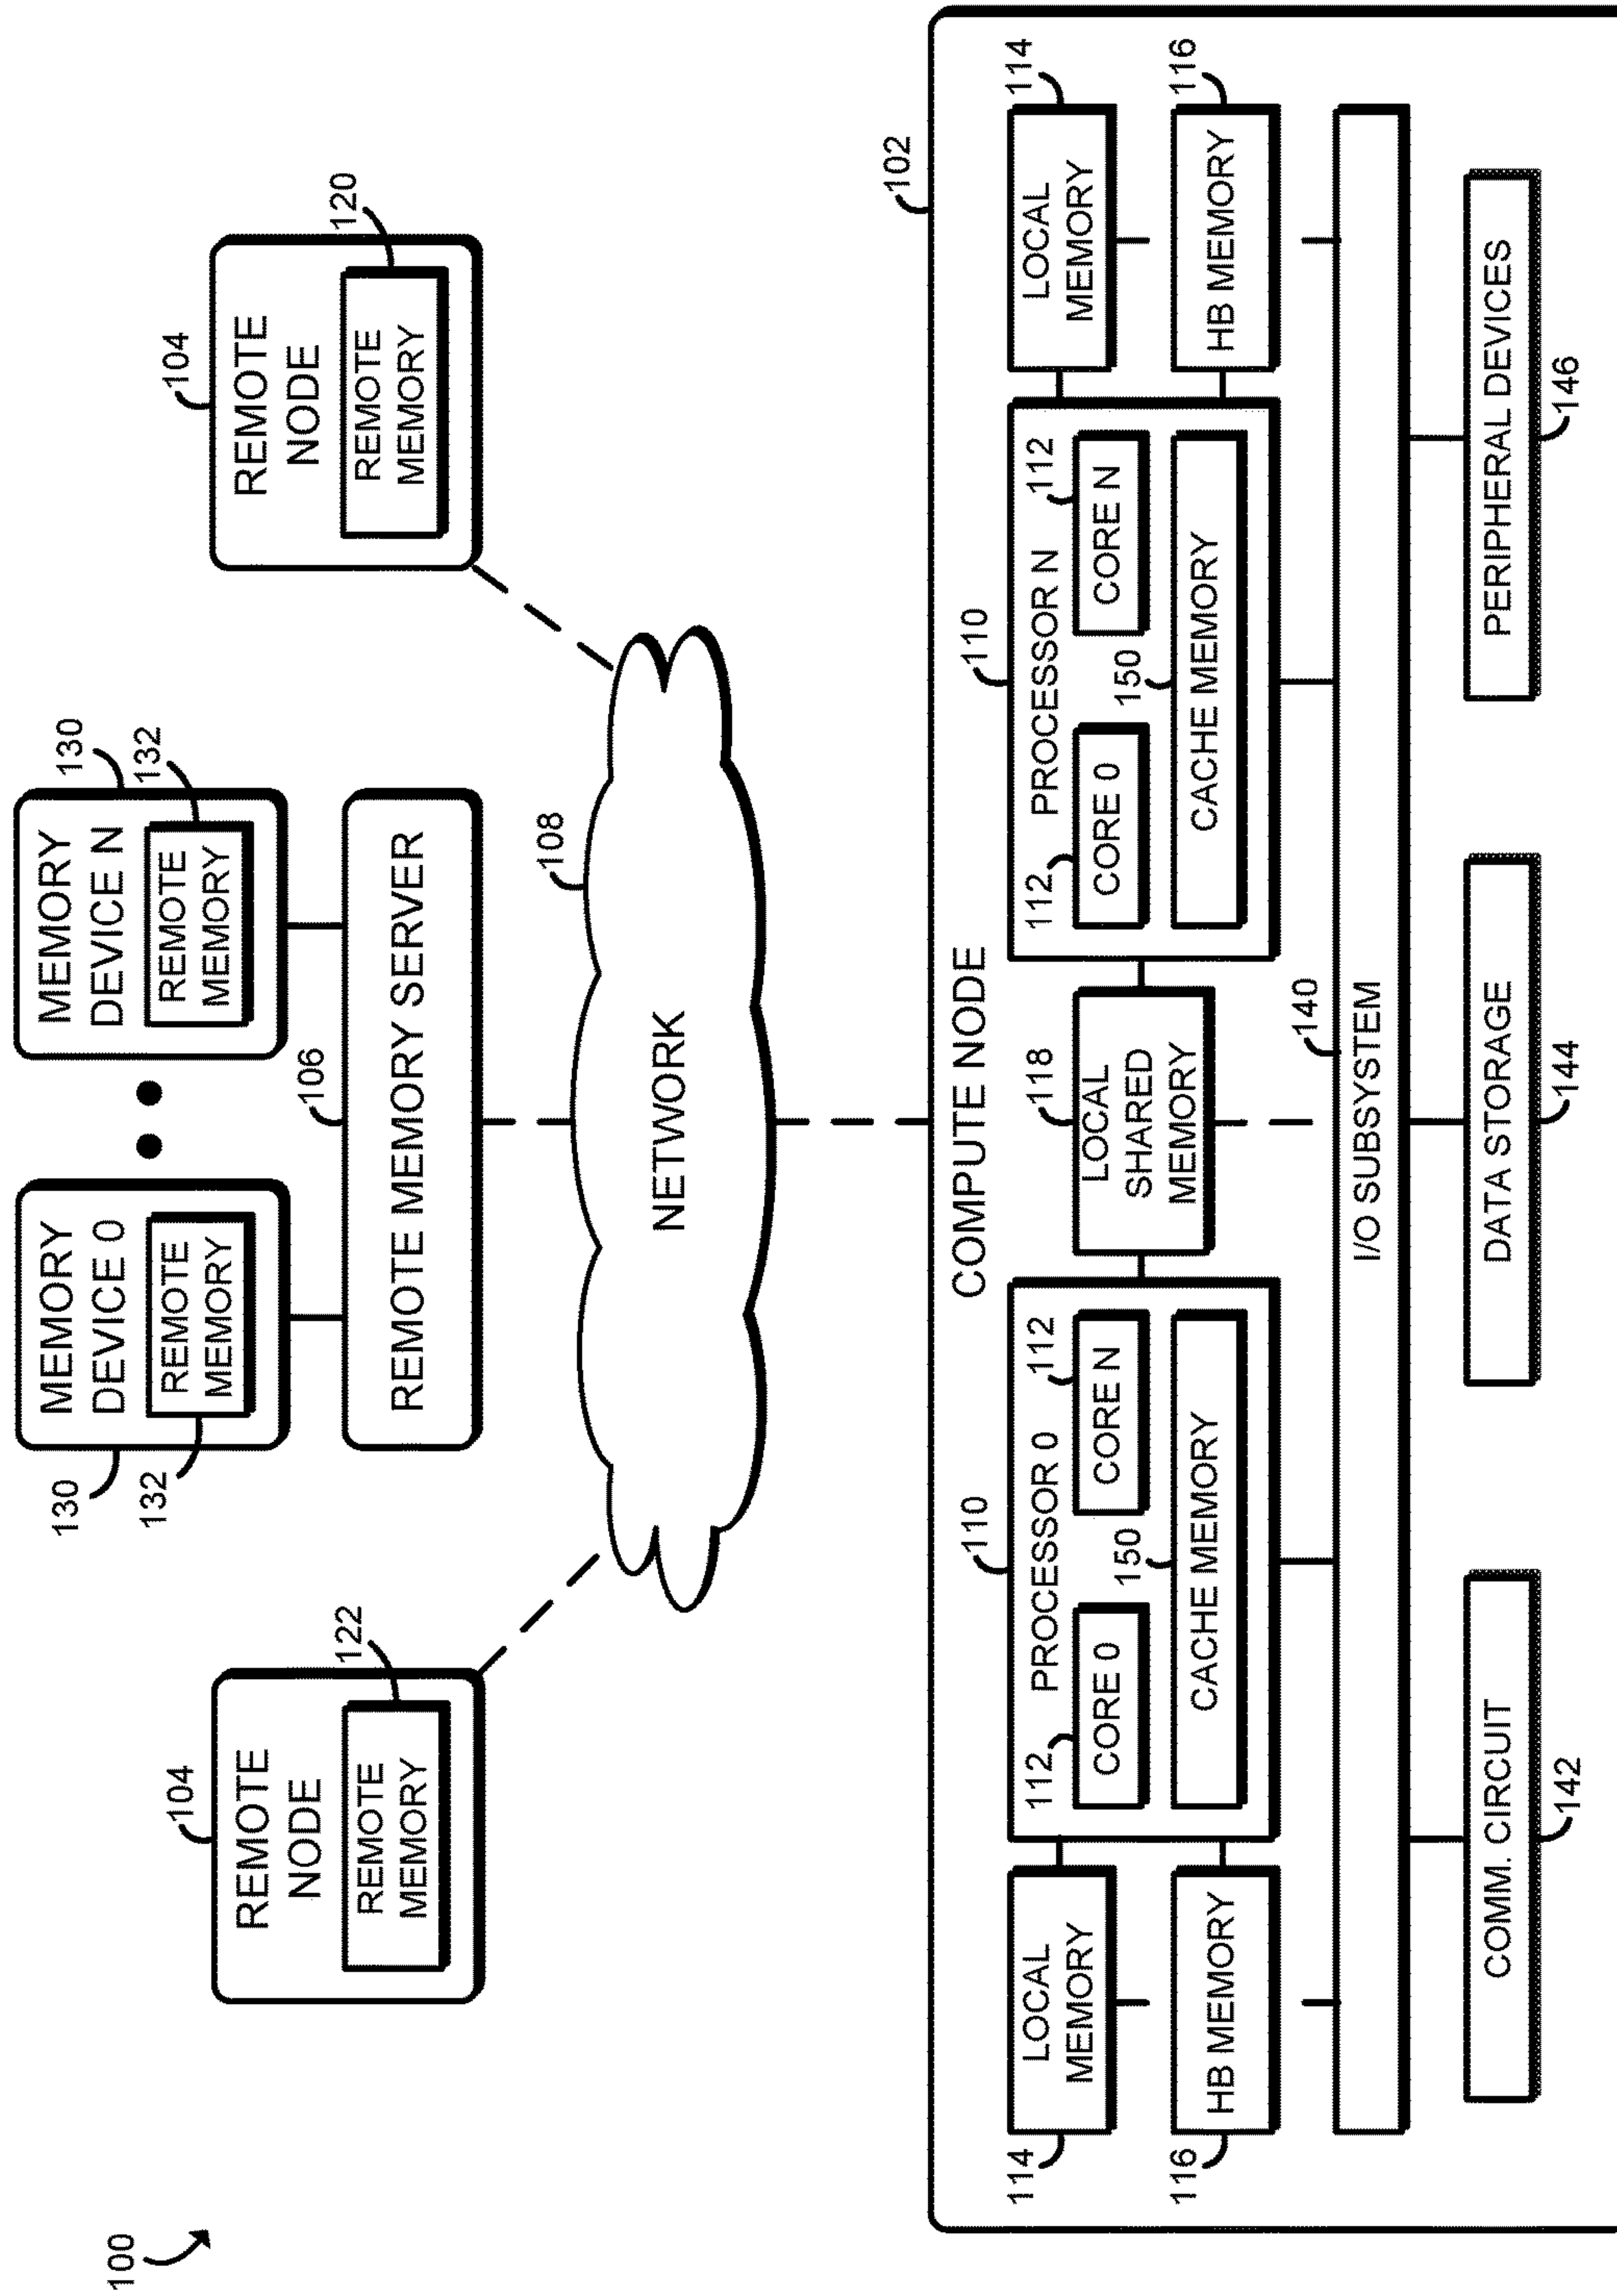 100
130
130
MEMORY
DEVICE 0
MEMORY
DEVICE N
132
REMOTE
MEMORY
REMOTE
MEMORY
132
104
REMOTE
NODE
122
REMOTE
MEMORY
106
REMOTE MEMORY SERVER
104
REMOTE
NODE
120
REMOTE
MEMORY
108
NETWORK
102
COMPUTE NODE
114
LOCAL
MEMORY
116
HB MEMORY
110
PROCESSOR 0
112
CORE 0
112
CORE N
150
CACHE MEMORY
118
LOCAL
SHARED
MEMORY
110
PROCESSOR N
112
CORE 0
112
CORE N
150
CACHE MEMORY
114
LOCAL
MEMORY
116
HB MEMORY
140
I/O SUBSYSTEM
COMM. CIRCUIT
142
DATA STORAGE
144
PERIPHERAL DEVICES
146